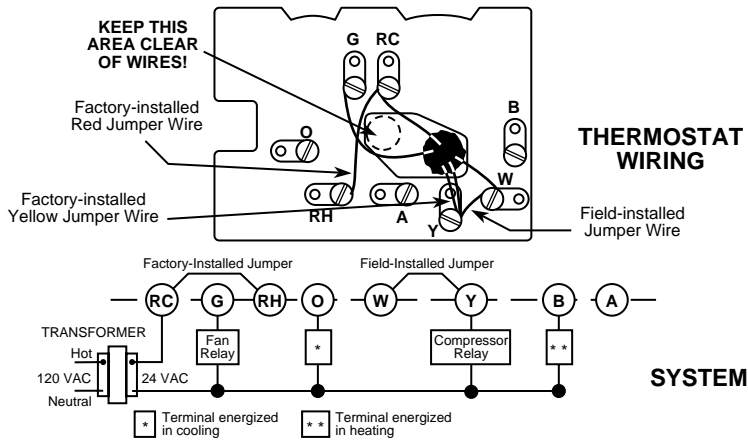 KEEP THIS
AREA CLEAR
OF WIRES!
G RC
Factory-installed
Red Jumper Wire
O
B
THERMOSTAT
WIRING
Factory-installed
Yellow Jumper Wire
RH
A
Y
W
Field-installed
Jumper Wire
Factory-Installed Jumper
Field-Installed Jumper
RC G RH O W Y B A
TRANSFORMER
Hot
120 VAC
24 VAC
Neutral
Fan
Relay
*
Compressor
Relay
* *
SYSTEM
* Terminal energized
in cooling
* * Terminal energized
in heating